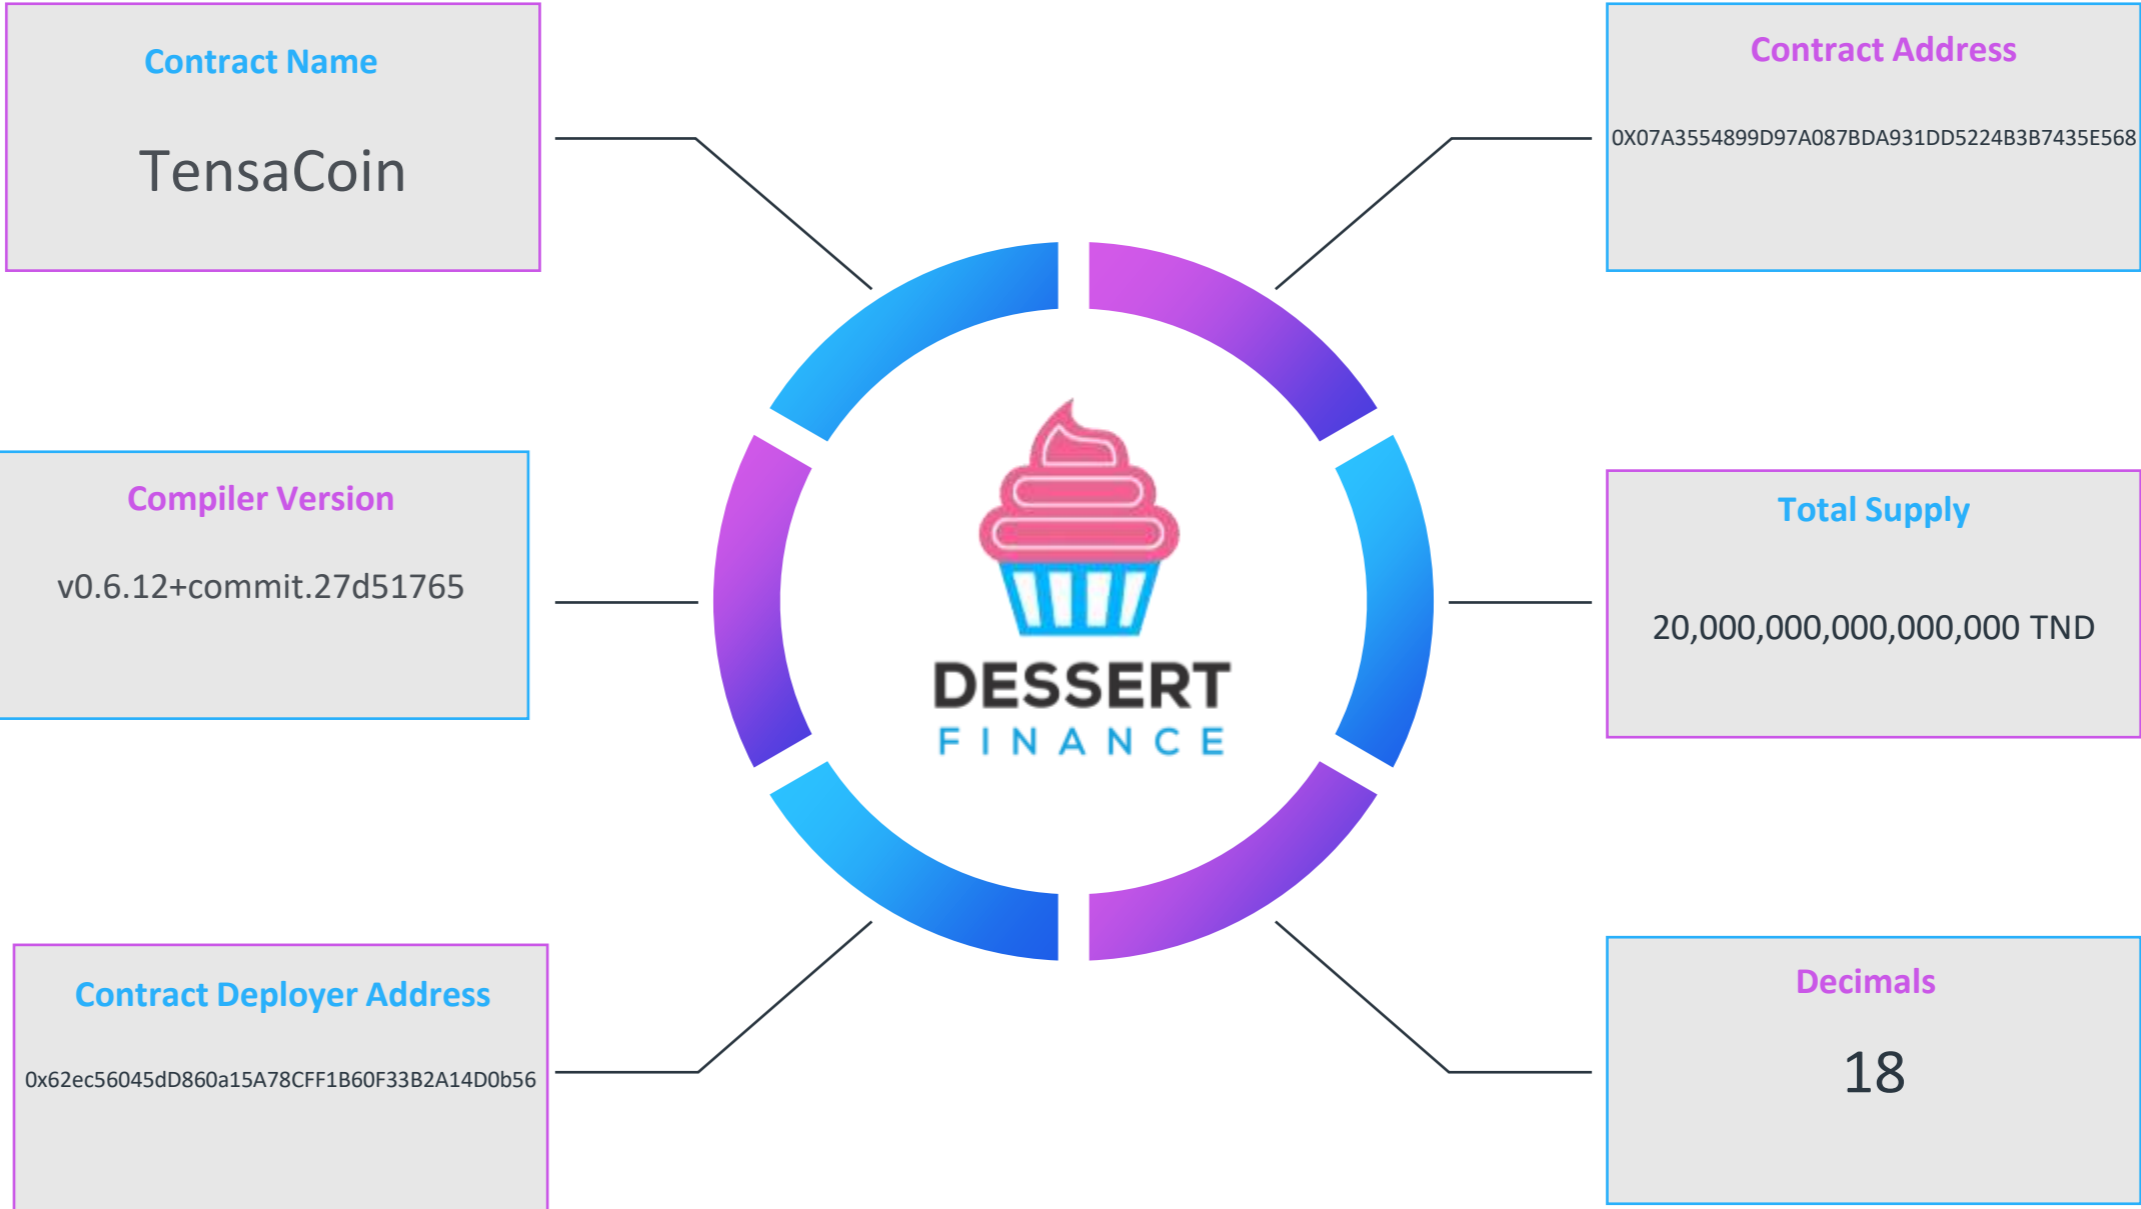 Contract Name
TensaCoin
Contract Address
0X07A3554899D97A087BDA931DD5224B3B7435E568
Compiler Version
v0.6.12+commit.27d51765
DESSERT
FINANCE
Total Supply
20,000,000,000,000,000 TND
Contract Deployer Address
0x62ec56045dD860a15A78CFF1B60F33B2A14D0b56
Decimals
18